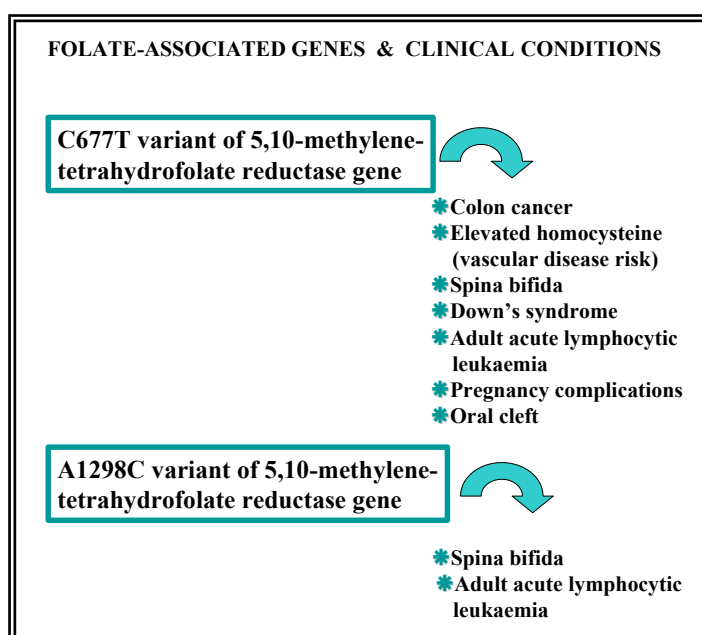 FOLATE-ASSOCIATED GENES & CLINICAL CONDITIONS
C677T variant of 5,10-methylene-
tetrahydrofolate reductase gene
Colon cancer
Elevated homocysteine
(vascular disease risk)
Spina bifida
Down's syndrome
Adult acute lymphocytic
leukaemia
Pregnancy complications
Oral cleft
A1298C variant of 5,10-methylene-
tetrahydrofolate reductase gene
Spina bifida
Adult acute lymphocytic
leukaemia